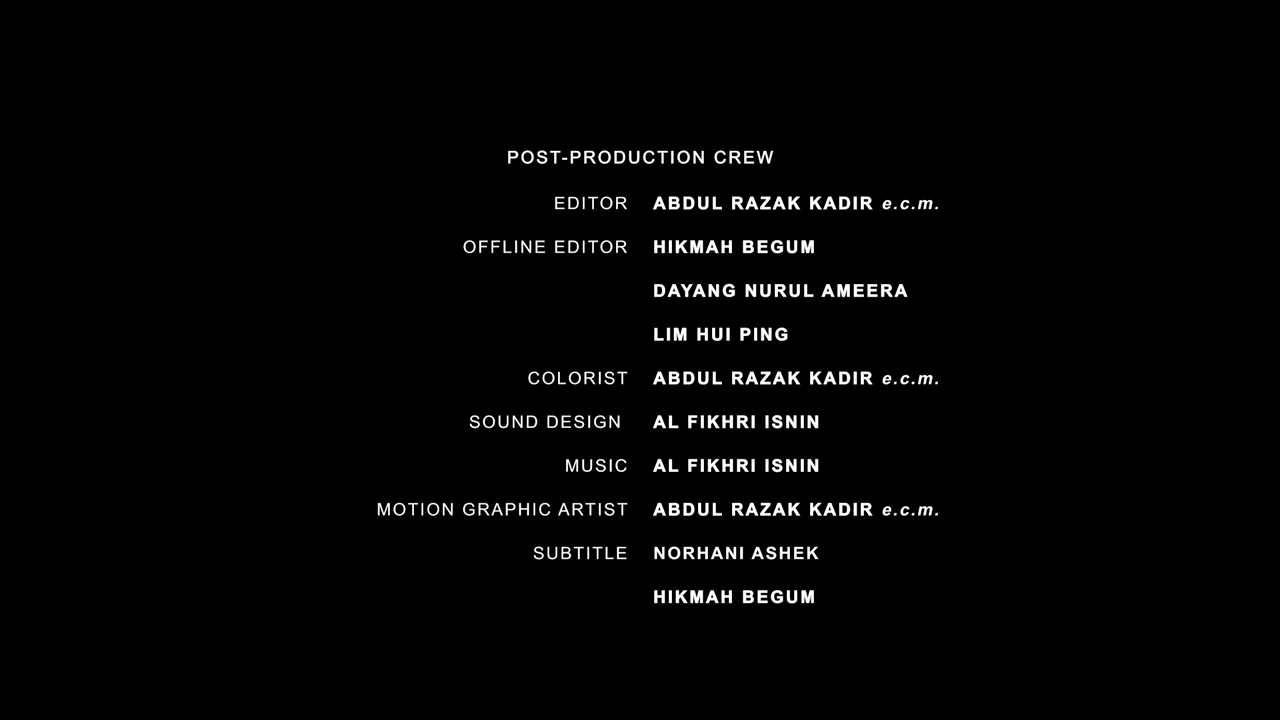 POST-PRODUCTION CREW
EDITOR ABDUL RAZAK KADIR e.c.m.
OFFLINE EDITOR HIKMAH BEGUM
DAYANG NURUL AMEERA
LIM HUI PING
COLORIST ABDUL RAZAK KADIR e.c.m.
SOUND DESIGN AL FIKHRI ISNIN
MUSIC AL FIKHRI ISNIN
MOTION GRAPHIC ARTIST ABDUL RAZAK KADIR e.c.m.
SUBTITLE NORHANI ASHEK
HIKMAH BEGUM